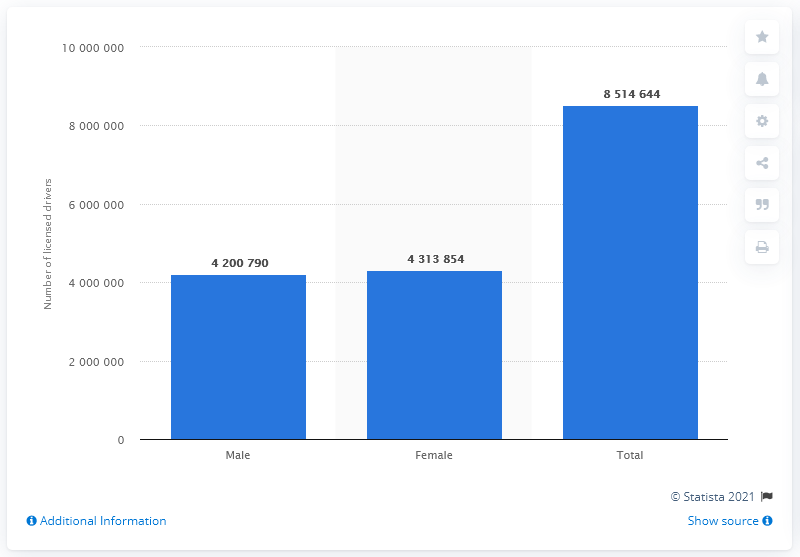 10 000 000
8 514 644
8 000 000
Number of licensed drivers
6 000 000
4 200 790
4 313 854
4 000 000
2 000 000
0
Male
Female
Total
© Statista 2021
Additional Information
Show source